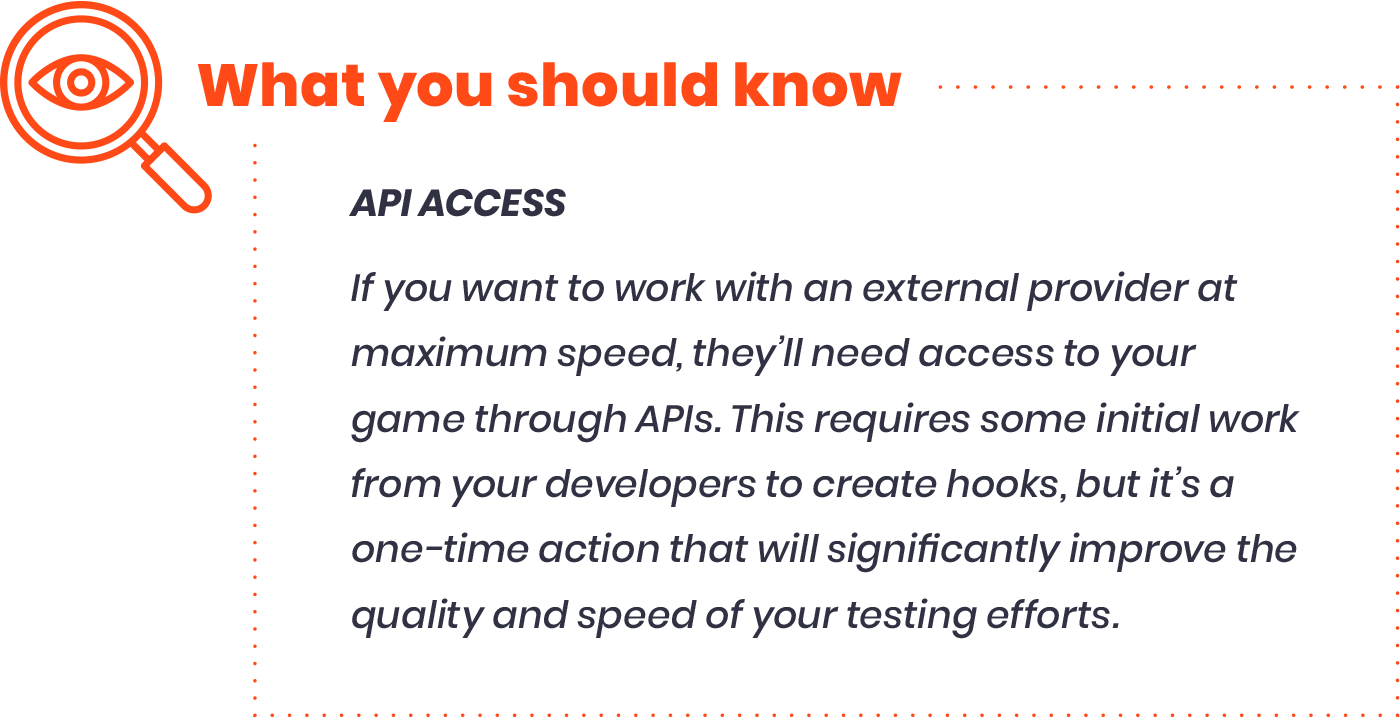 What you should know
API ACCESS
If you want to work with an external provider at
maximum speed, they’ll need access to your
game through APIs. This requires some initial work
from your developers to create hooks, but it’s a
one-time action that will significantly improve the
quality and speed of your testing efforts.